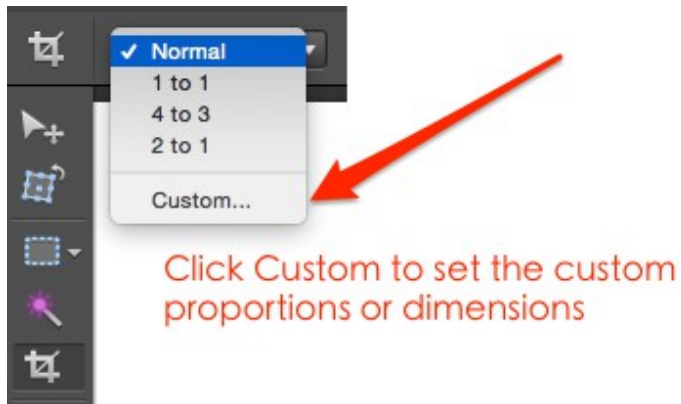 Normal
1 to 1
4 to 3
2 to 1
Custom...
Click Custom to set the custom
proportions or dimensions